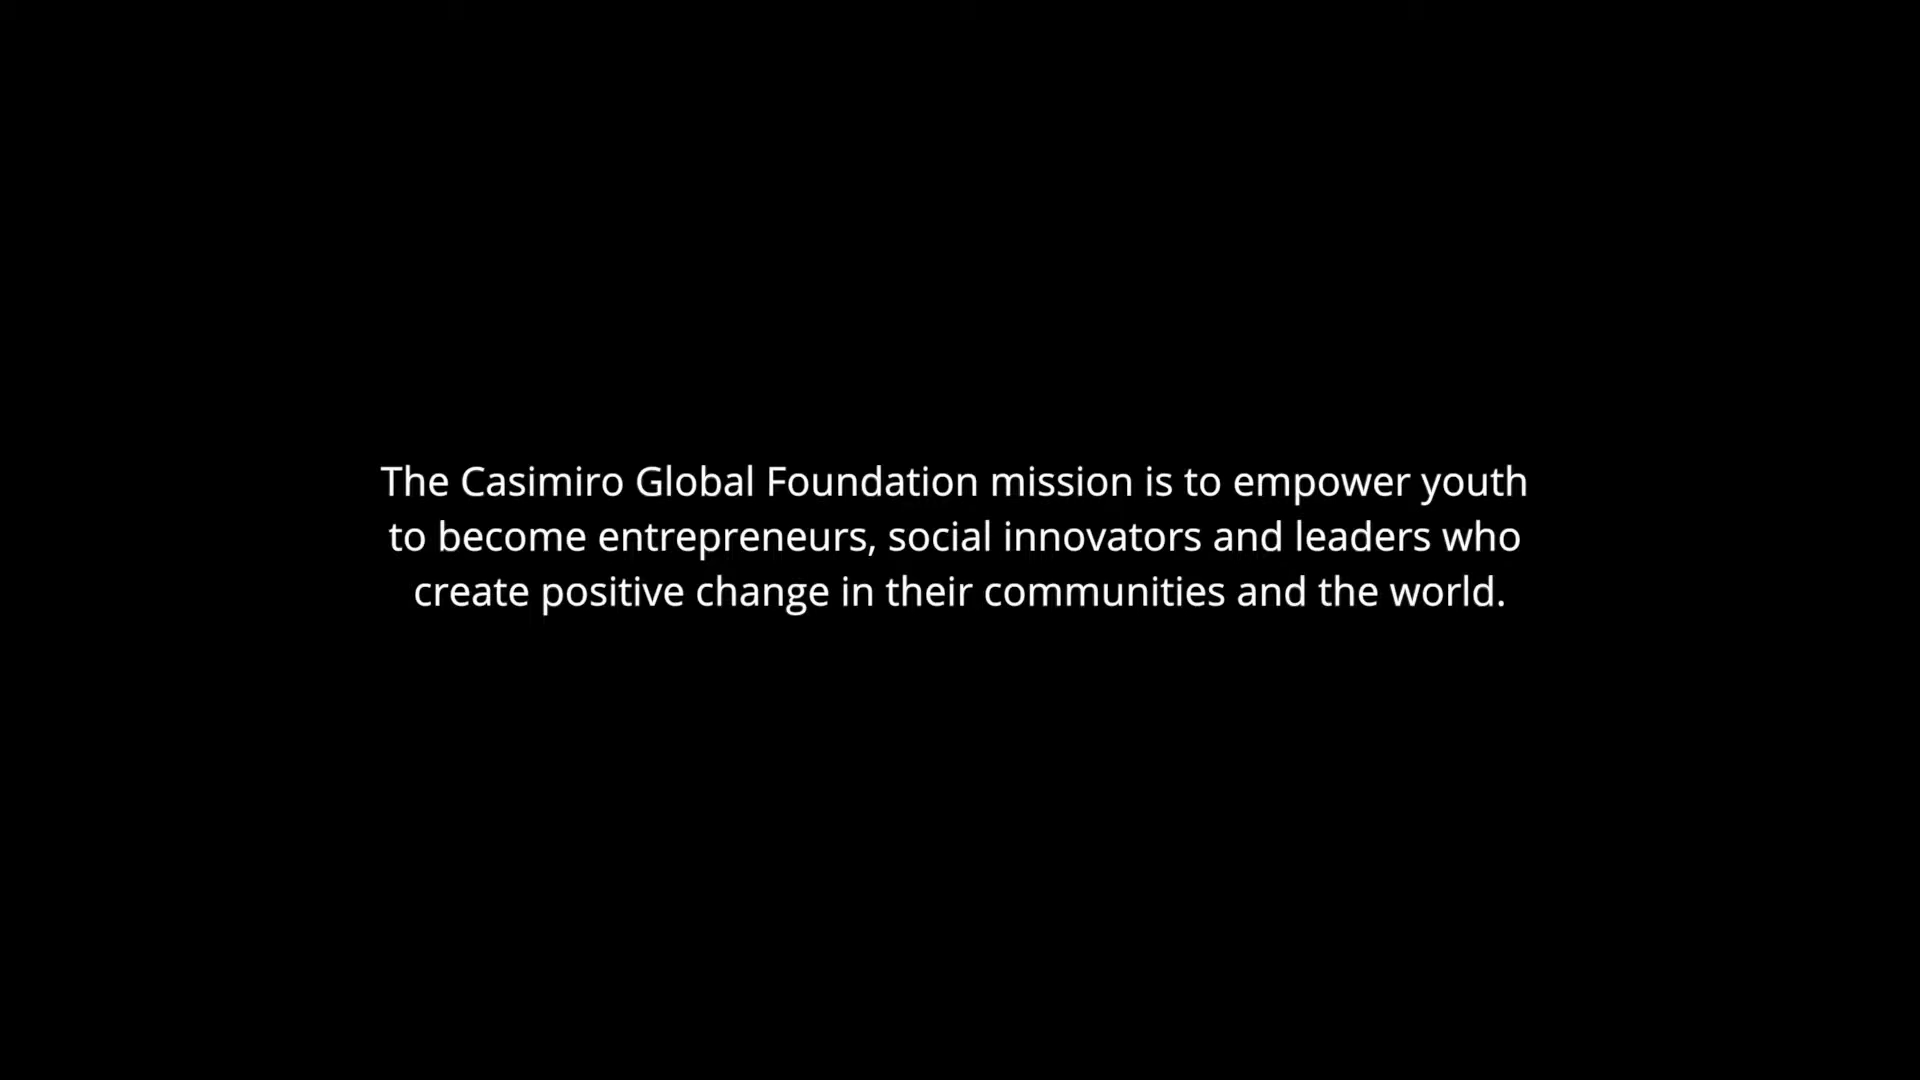 The Casimiro Global Foundation mission is to empower youth
to become entrepreneurs, social innovators and leaders who
create positive change in their communities and the world.